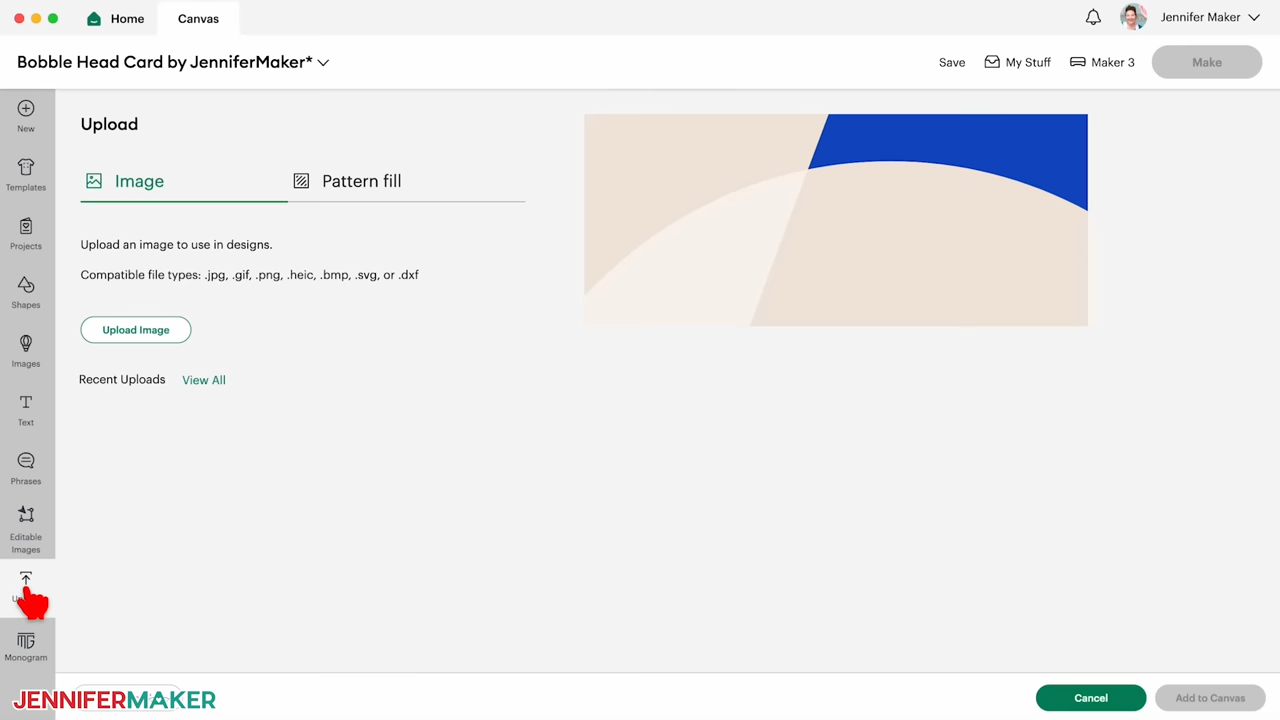 Home
Canvas
Jennifer Maker
Bobble Head Card by JenniferMaker*
Save
My Stuff
Maker 3
Make
New
Templates
Projects
Shapes
Images
Text
Phrases
Editable
Images
Monogram
Upload
Image
Pattern fill
Upload an image to use in designs.
Compatible file types: .jpg, .gif, .png, .heic, .bmp, .svg, or .dxf
Upload Image
Recent Uploads
View All
JENNIFERMAKER
Cancel
Add to Canvas